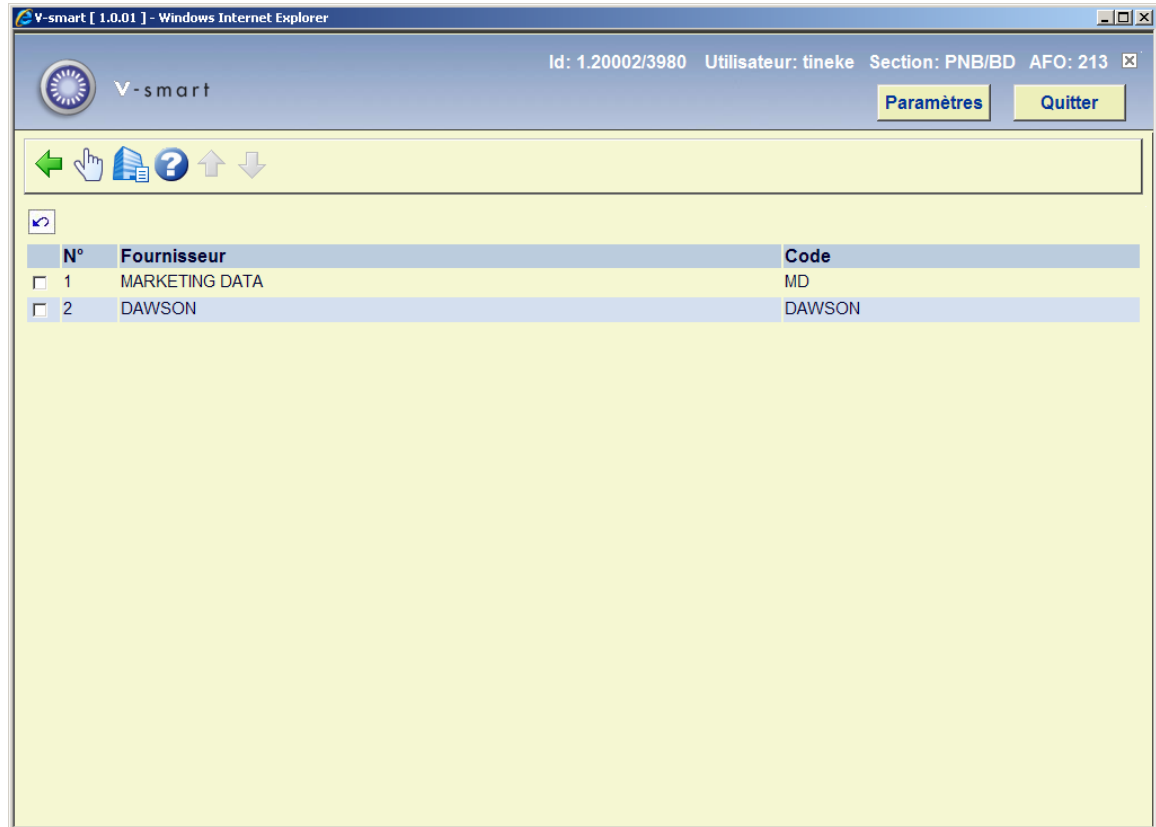 V-smart [ 1.0.01 ] - Windows Internet Explorer
Id: 1.20002/3980 Utilisateur: tineke Section: PNB/BD AFO: 213
V-smart
Paramètres Quitter
N° Fournisseur Code
1 MARKETING DATA MD
2 DAWSON DAWSON